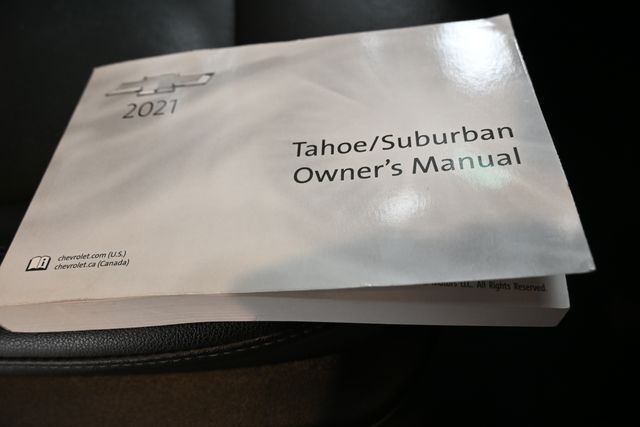 2021
Tahoe/Suburban
Owner's Manual
chevrolet.com (U.S.)
chevrolet.ca (Canada)
Motors LLC. All Rights Reserved.